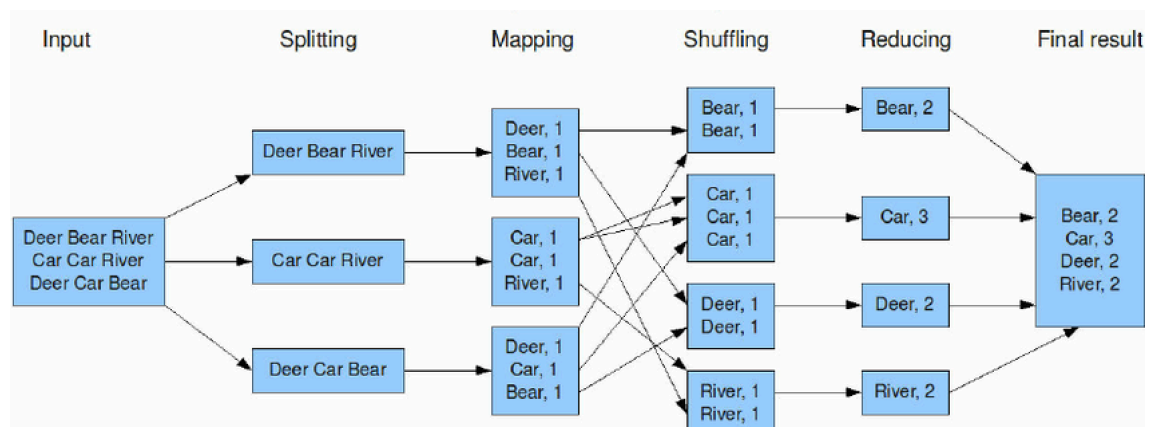 Input
Splitting
Mapping
Shuffling
Reducing
Final result
Deer Bear River
Car Car River
Deer Car Bear
Deer Bear River
Car Car River
Deer Car Bear
Deer, 1
Bear, 1
River, 1
Car, 1
Car, 1
River, 1
Deer, 1
Car, 1
Bear, 1
Bear, 1
Bear, 1
Car, 1
Car, 1
Car, 1
Deer, 1
Deer, 1
River, 1
River, 1
Bear, 2
Car, 3
Deer, 2
River, 2
Bear, 2
Car, 3
Deer, 2
River, 2